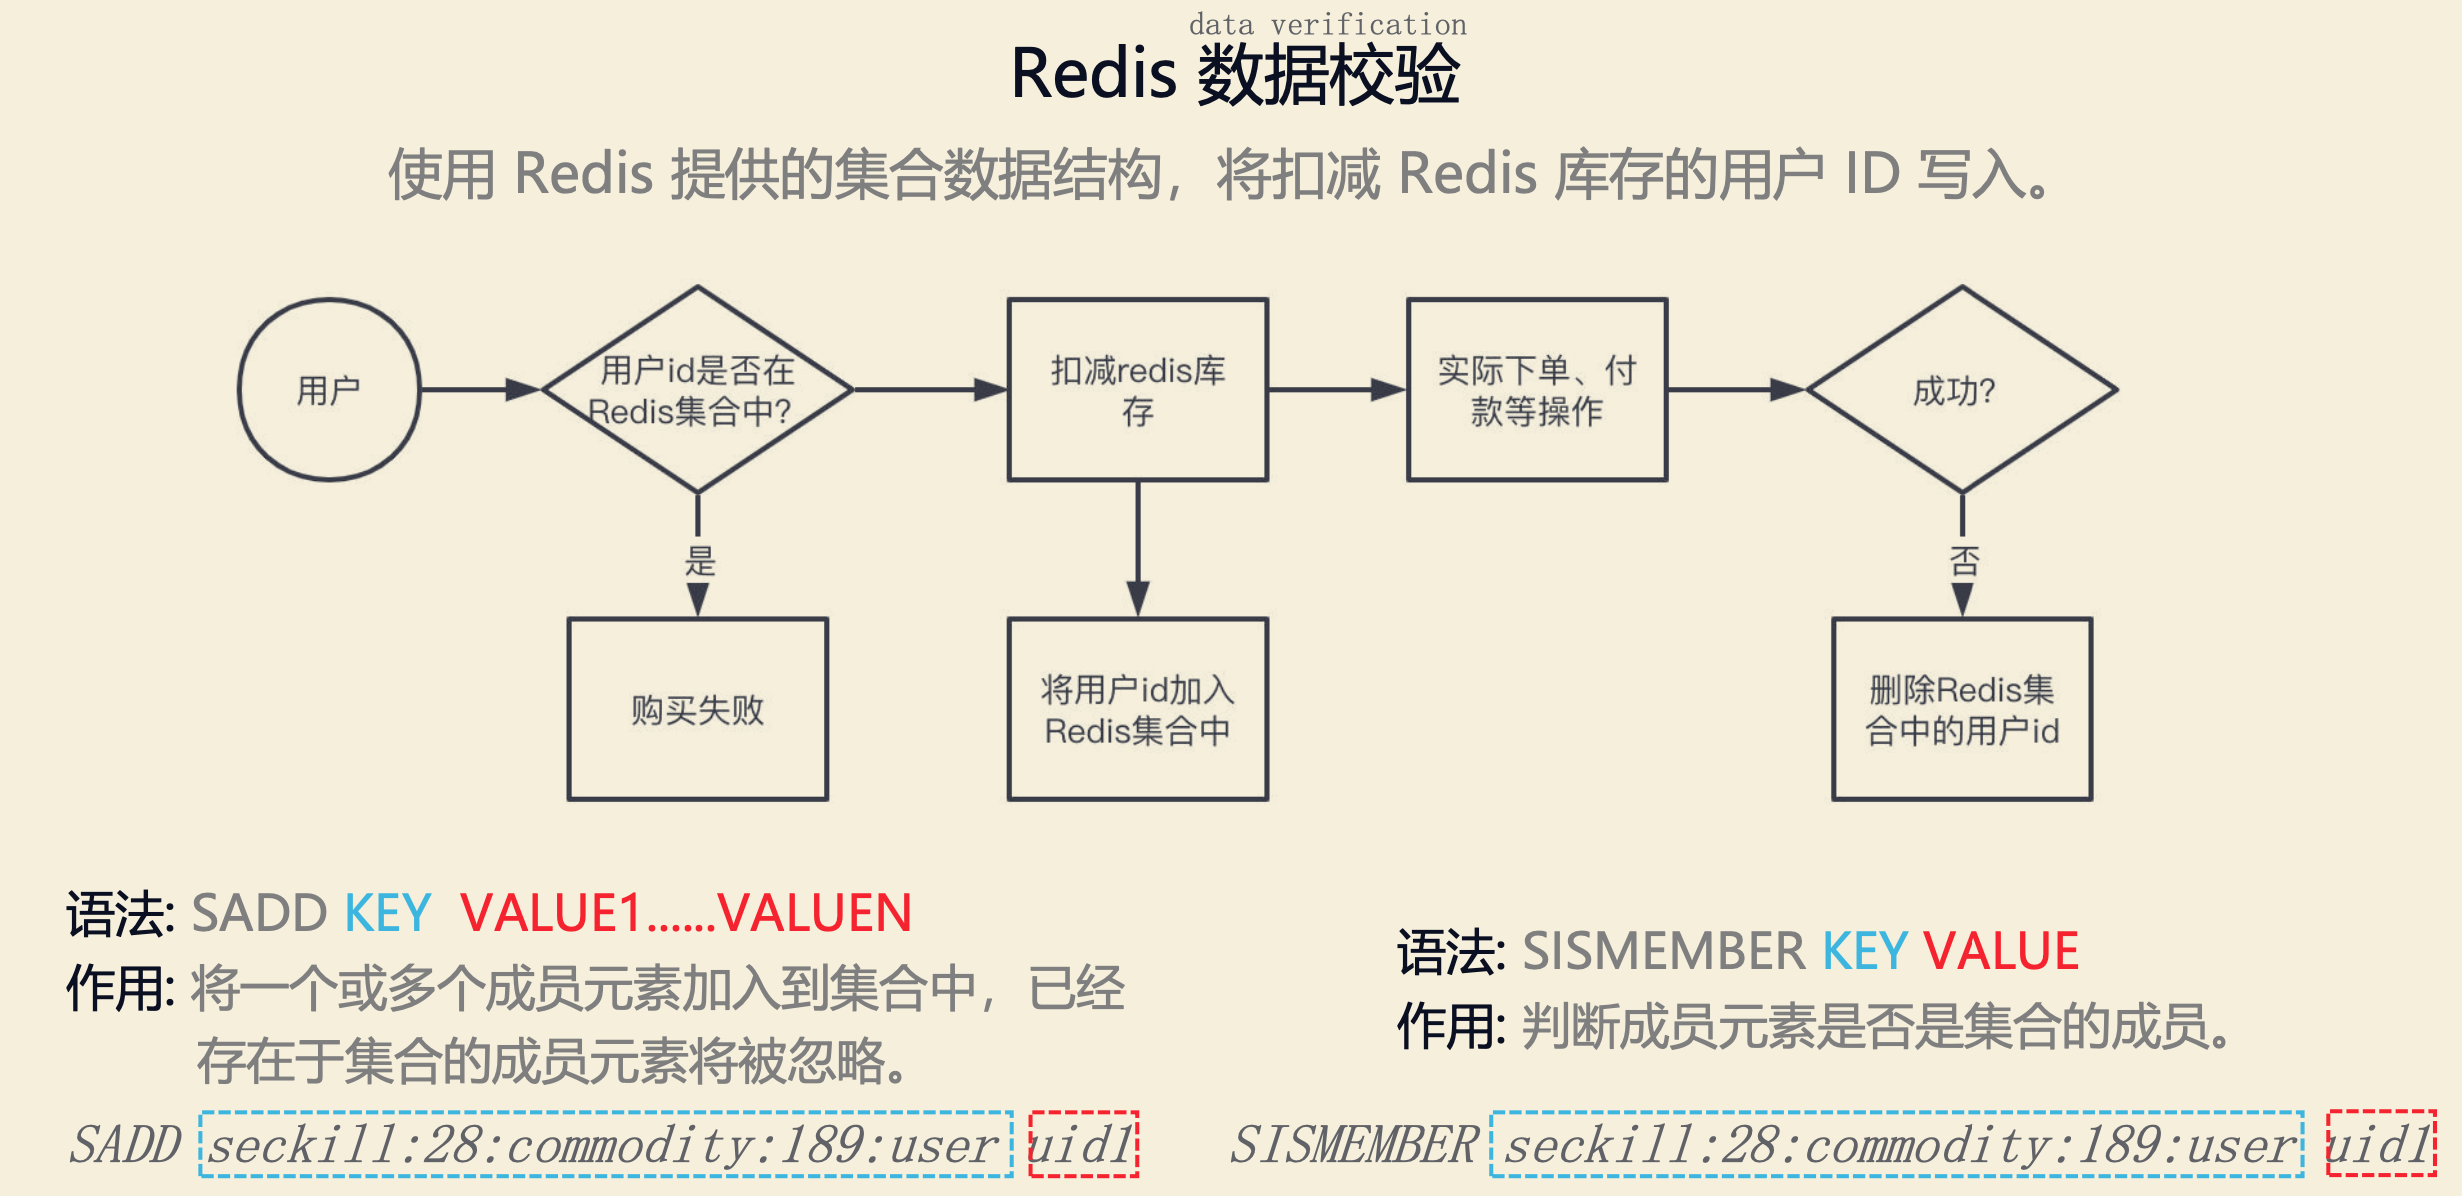 data verification
Redis 数据校验
使用 Redis 提供的集合数据结构，将扣减 Redis 库存的用户 ID 写入。
用户
用户id是否在
Redis集合中？
扣减redis库
存
实际下单、付
款等操作
成功？
是
否
购买失败
将用户id加入
Redis集合中
删除Redis集
合中的用户id
语法: SADD KEY VALUE1......VALUEN
作用: 将一个或多个成员元素加入到集合中，已经
存在于集合的成员元素将被忽略。
SADD seckill:28:commodity:189:user uid1
语法: SISMEMBER KEY VALUE
作用: 判断成员元素是否是集合的成员。
SISMEMBER seckill:28:commodity:189:user uid1